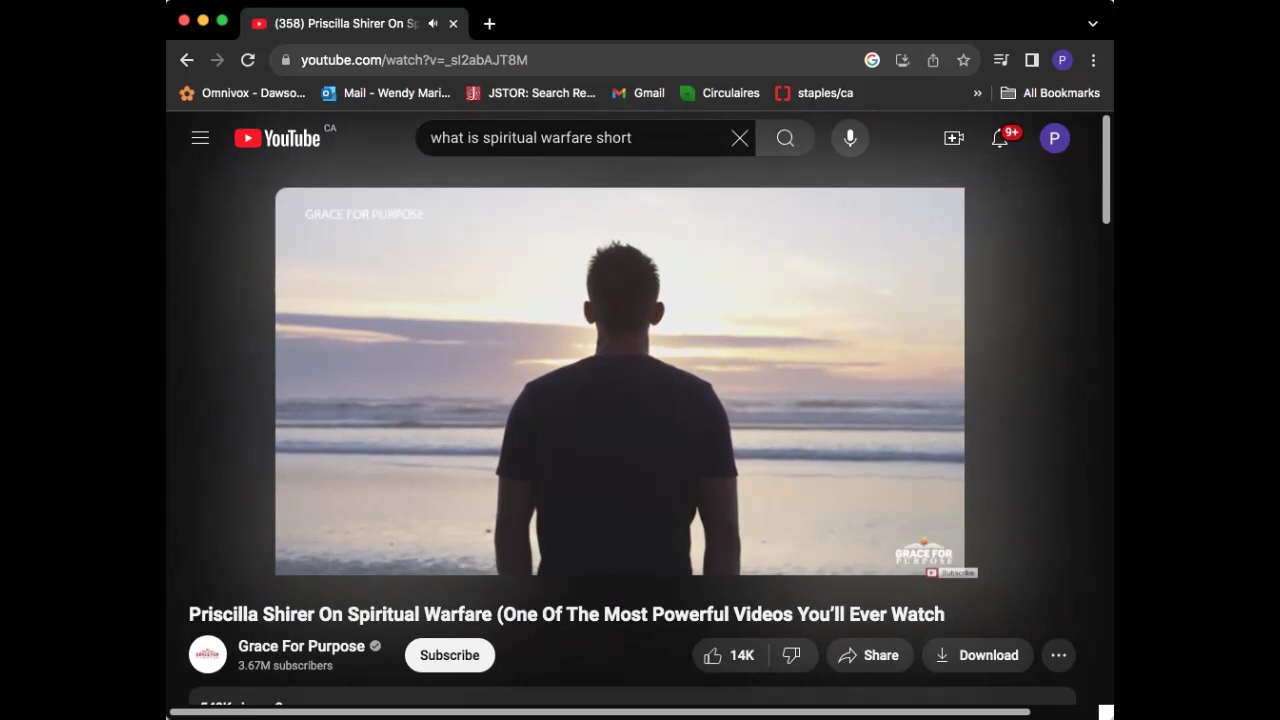 (358) Priscilla Shirer On Sp
youtube.com/watch?v=_sI2abAJT8M
P
Omnivox - Dawso...
Mail - Wendy Mari...
JSTOR: Search Re...
Gmail
Circulaires
staples/ca
»
All Bookmarks
YouTube CA
what is spiritual warfare short
9+
P
GRACE FOR PURPOSE
GRACE FOR
PURPOSE
Subscribe
Priscilla Shirer On Spiritual Warfare (One Of The Most Powerful Videos You’ll Ever Watch
Grace For Purpose
3.67M subscribers
Subscribe
14K
Share
Download